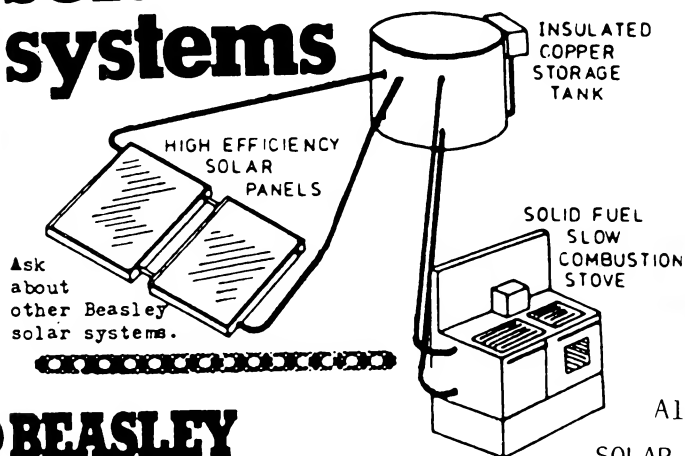 systems
INSULATED
COPPER
STORAGE
TANK
HIGH EFFICIENCY
SOLAR
PANELS
SOLID FUEL
SLOW
COMBUSTION
STOVE
Ask
about
other Beasley
solar systems.
BEASLEY
Al
SOLAR